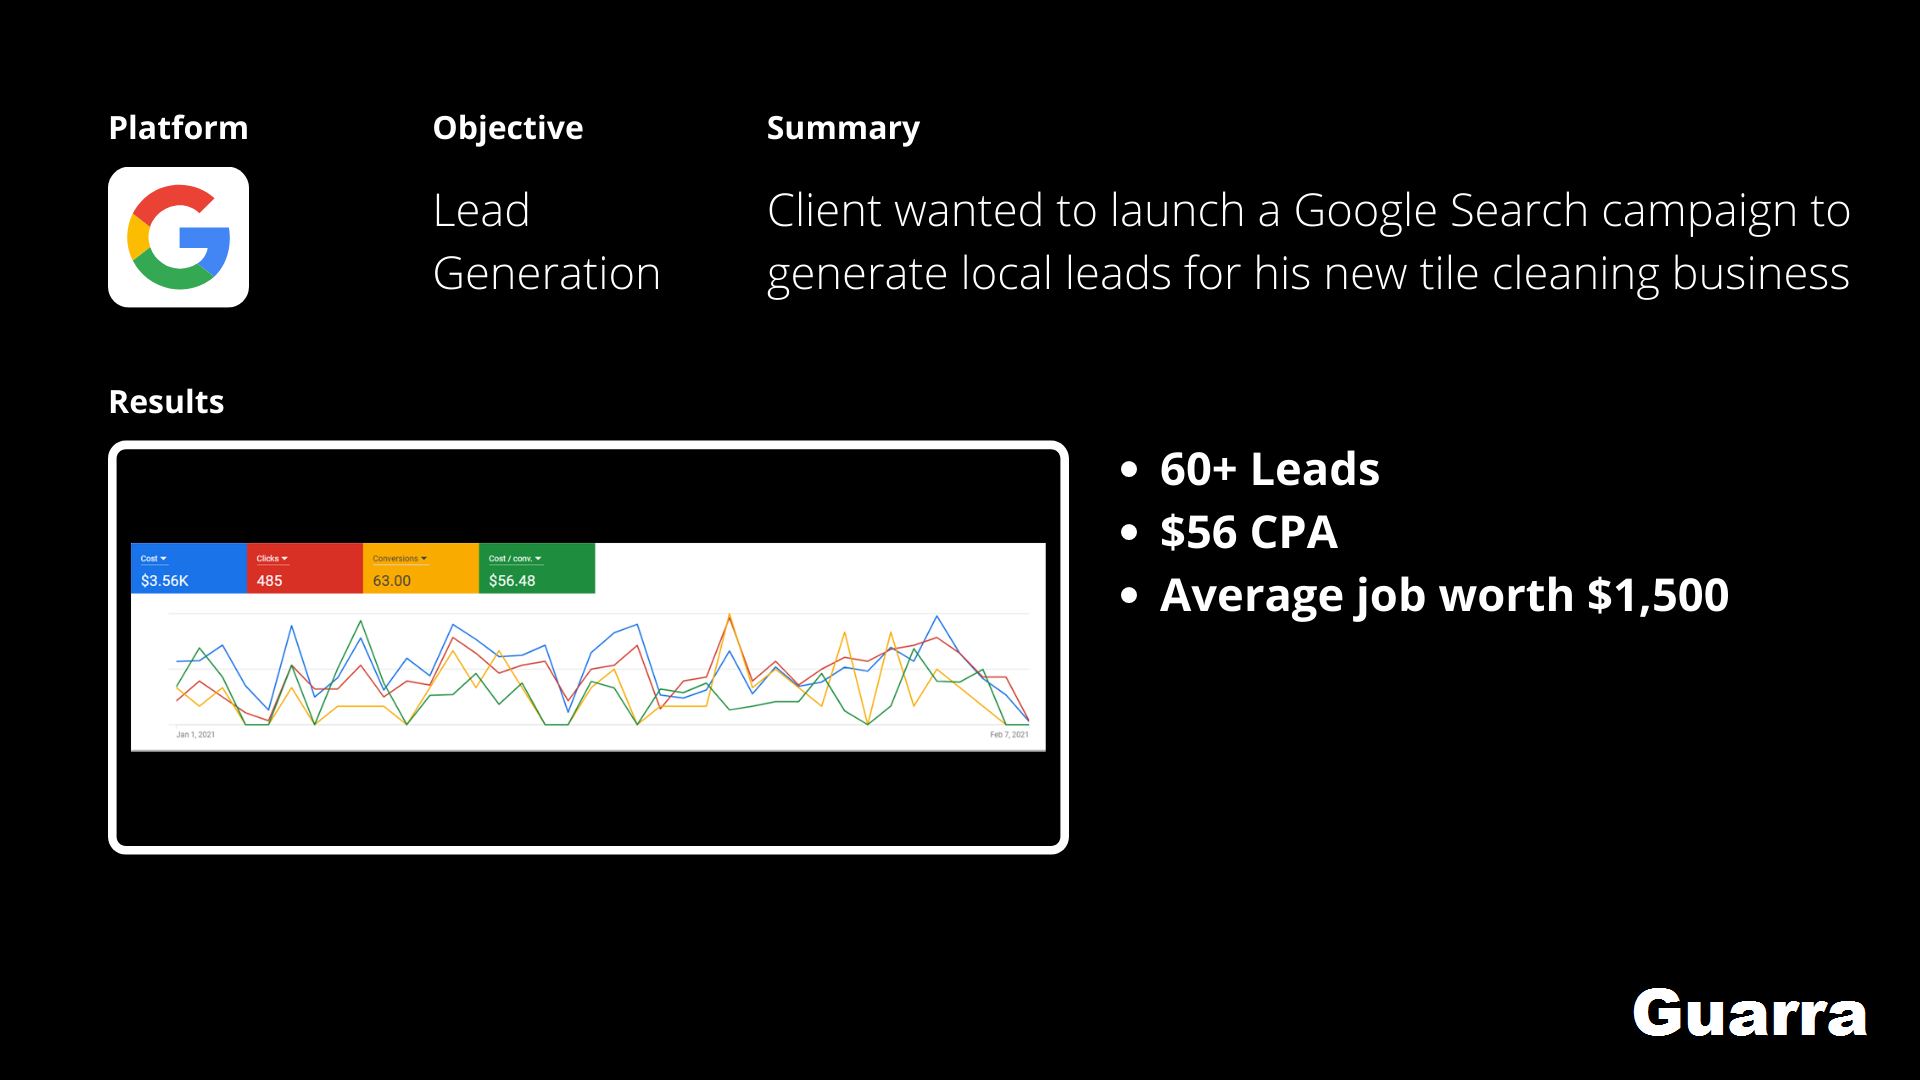 Platform
Objective
Summary
Lead
Generation
Client wanted to launch a Google Search campaign to
generate local leads for his new tile cleaning business
Results
Cost
Clicks
Conversions
Cost / conv.
$3.56K
485
63.00
$56.48
Jan 1, 2021
Feb 7, 2021
• 60+ Leads
• $56 CPA
• Average job worth $1,500
Guarra